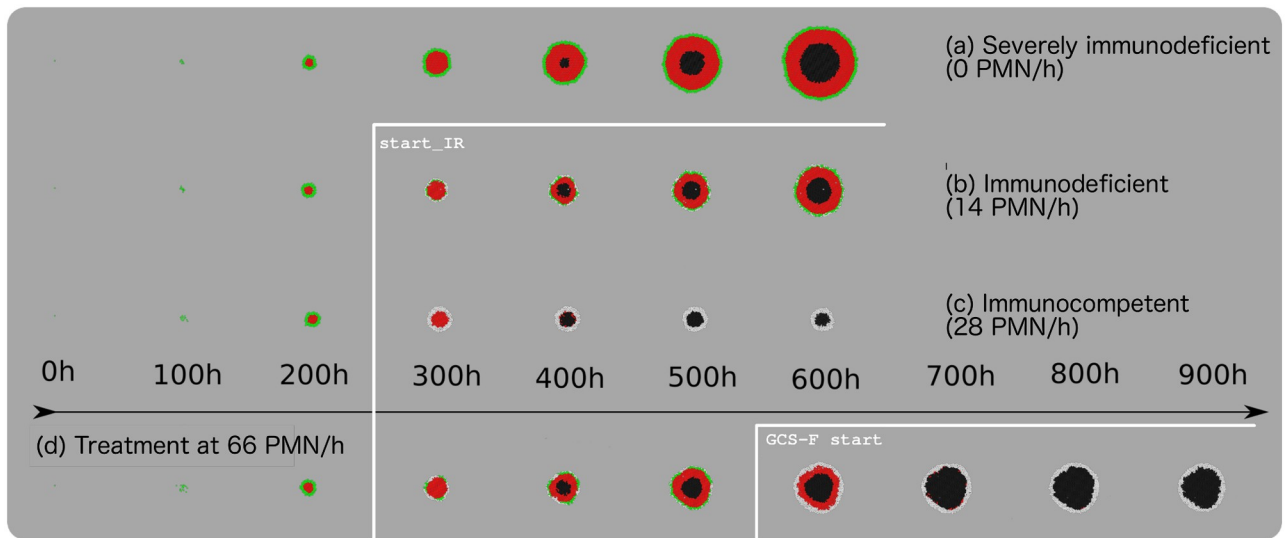 (a) Severely immunodeficient
(0 PMN/h)
start_IR
(b) Immunodeficient
(14 PMN/h)
(c) Immunocompetent
(28 PMN/h)
0h 100h 200h 300h 400h 500h 600h 700h 800h 900h
(d) Treatment at 66 PMN/h
GCS-F start